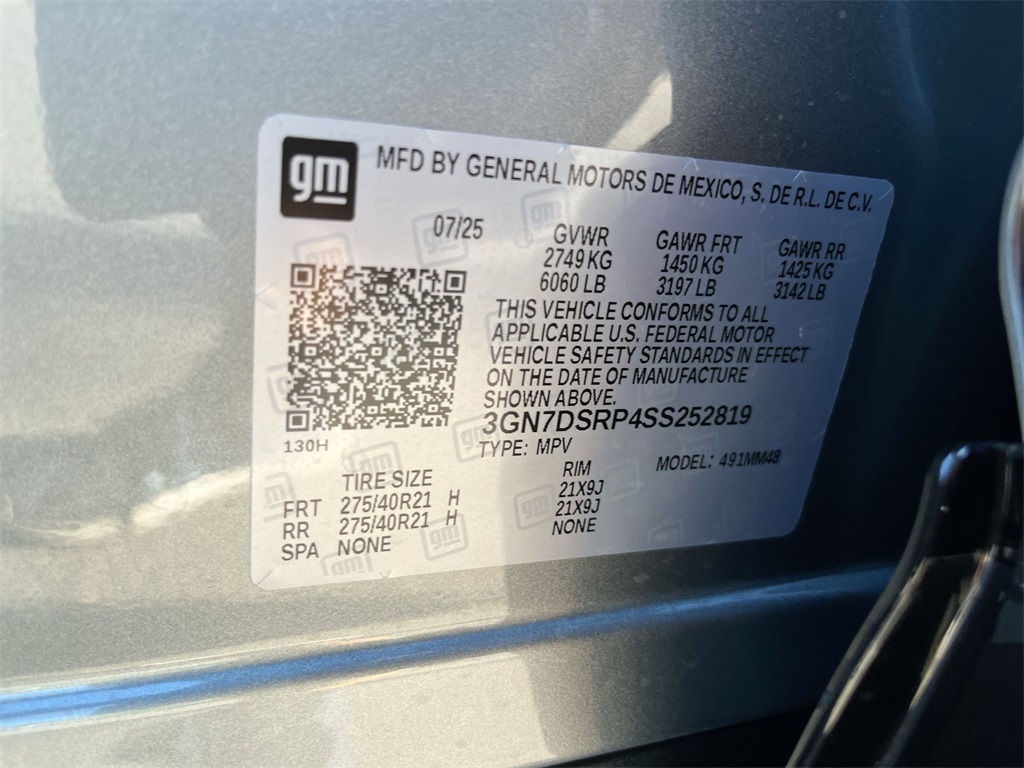 gm MFD BY GENERAL MOTORS DE MEXICO, S. DE R.L. DE C.V.
07/25 GVWR GAWR FRT GAWR RR
2749 KG 1450 KG 1425 KG
6060 LB 3197 LB 3142 LB
THIS VEHICLE CONFORMS TO ALL
APPLICABLE U.S. FEDERAL MOTOR
VEHICLE SAFETY STANDARDS IN EFFECT
ON THE DATE OF MANUFACTURE
SHOWN ABOVE.
3GN7DSRP4SS252819
130H TYPE: MPV MODEL: 491MM48
TIRE SIZE RIM
FRT 275/40R21 H 21X9J
RR 275/40R21 H 21X9J
SPA NONE NONE